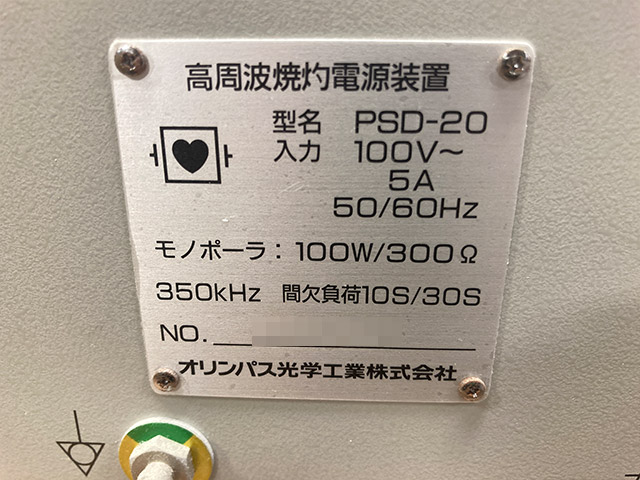 高周波焼灼電源装置
型名 PSD-20
入力 100V~
5A
50/60Hz
モノポーラ: 100W/300Ω
350kHz 間欠負荷10S/30S
NO.
オリンパス光学工業株式会社